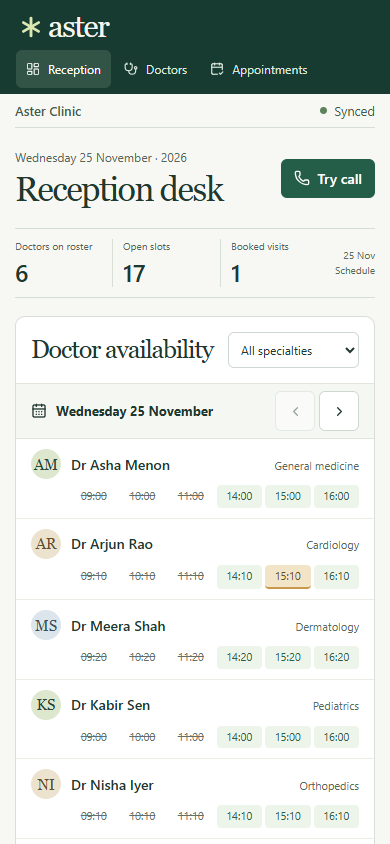 aster
Reception Doctors Appointments
Aster Clinic Synced
Wednesday 25 November · 2026
Reception desk
Try call
Doctors on roster Open slots Booked visits
6 17 1
25 Nov
Schedule
Doctor availability All specialties
Wednesday 25 November
AM Dr Asha Menon General medicine
09:00 10:00 11:00 14:00 15:00 16:00
AR Dr Arjun Rao Cardiology
09:10 10:10 11:10 14:10 15:10 16:10
MS Dr Meera Shah Dermatology
09:20 10:20 11:20 14:20 15:20 16:20
KS Dr Kabir Sen Pediatrics
09:00 10:00 11:00 14:00 15:00 16:00
NI Dr Nisha Iyer Orthopedics
09:10 10:10 11:10 14:10 15:10 16:10